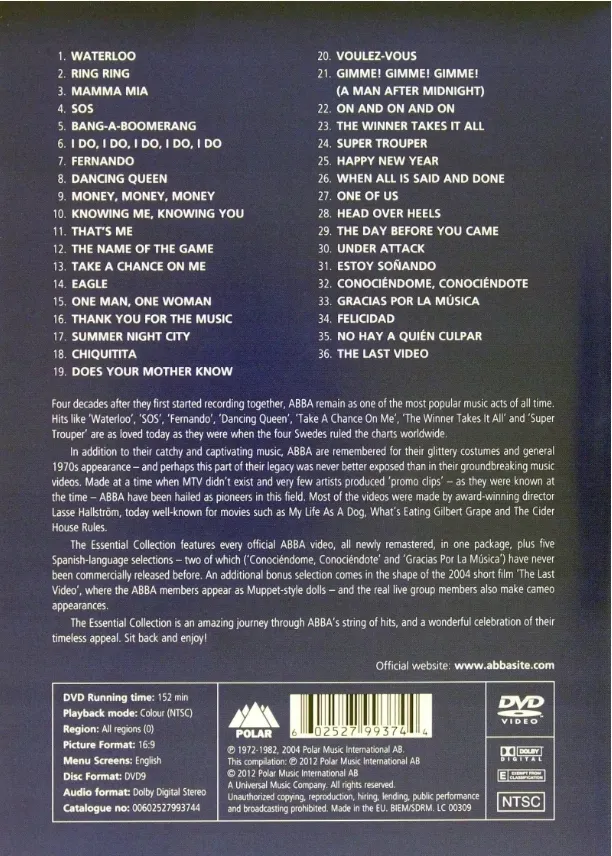 1. WATERLOO
2. RING RING
3. MAMMA MIA
4. SOS
5. BANG-A-BOOMERANG
6. I DO, I DO, I DO, I DO, I DO
7. FERNANDO
8. DANCING QUEEN
9. MONEY, MONEY, MONEY
10. KNOWING ME, KNOWING YOU
11. THAT'S ME
12. THE NAME OF THE GAME
13. TAKE A CHANCE ON ME
14. EAGLE
15. ONE MAN, ONE WOMAN
16. THANK YOU FOR THE MUSIC
17. SUMMER NIGHT CITY
18. CHIQUITITA
19. DOES YOUR MOTHER KNOW
20. VOULEZ-VOUS
21. GIMME! GIMME! GIMME!
(A MAN AFTER MIDNIGHT)
22. ON AND ON AND ON
23. THE WINNER TAKES IT ALL
24. SUPER TROUPER
25. HAPPY NEW YEAR
26. WHEN ALL IS SAID AND DONE
27. ONE OF US
28. HEAD OVER HEELS
29. THE DAY BEFORE YOU CAME
30. UNDER ATTACK
31. ESTOY SOÑANDO
32. CONOCIÉNDOME, CONOCIÉNDOTE
33. GRACIAS POR LA MÚSICA
34. FELICIDAD
35. NO HAY A QUIÉN CULPAR
36. THE LAST VIDEO
Four decades after they first started recording together, ABBA remain as one of the most popular music acts of all time.
Hits like 'Waterloo', 'SOS', 'Fernando', 'Dancing Queen', 'Take A Chance On Me', 'The Winner Takes It All' and 'Super
Trouper' are as loved today as they were when the four Swedes ruled the charts worldwide.
In addition to their catchy and captivating music, ABBA are remembered for their glittery costumes and general
1970s appearance – and perhaps this part of their legacy was never better exposed than in their groundbreaking music
videos. Made at a time when MTV didn't exist and very few artists produced 'promo clips' – as they were known at
the time – ABBA have been hailed as pioneers in this field. Most of the videos were made by award-winning director
Lasse Hallström, today well-known for movies such as My Life As A Dog, What's Eating Gilbert Grape and The Cider
House Rules.
The Essential Collection features every official ABBA video, all newly remastered, in one package, plus five
Spanish-language selections – two of which ('Conociéndome, Conociéndote' and 'Gracias Por La Música') have never
been commercially released before. An additional bonus selection comes in the shape of the 2004 short film 'The Last
Video', where the ABBA members appear as Muppet-style dolls – and the real live group members also make cameo
appearances.
The Essential Collection is an amazing journey through ABBA's string of hits, and a wonderful celebration of their
timeless appeal. Sit back and enjoy!
Official website: www.abbasite.com
DVD Running time: 152 min
Playback mode: Colour (NTSC)
Region: All regions (0)
Picture Format: 16:9
Menu Screens: English
Disc Format: DVD9
Audio format: Dolby Digital Stereo
Catalogue no: 00602527993744
POLAR
6 02527 99374 4
℗ 1972-1982, 2004 Polar Music International AB.
This compilation: ℗ 2012 Polar Music International AB
© 2012 Polar Music International AB
A Universal Music Company. All rights reserved.
Unauthorized copying, reproduction, hiring, lending, public performance
and broadcasting prohibited. Made in the EU. BIEM/SDRM. LC 00309
DVD
VIDEO
DOLBY
DIGITAL
E EXEMPT FROM
CLASSIFICATION
NTSC